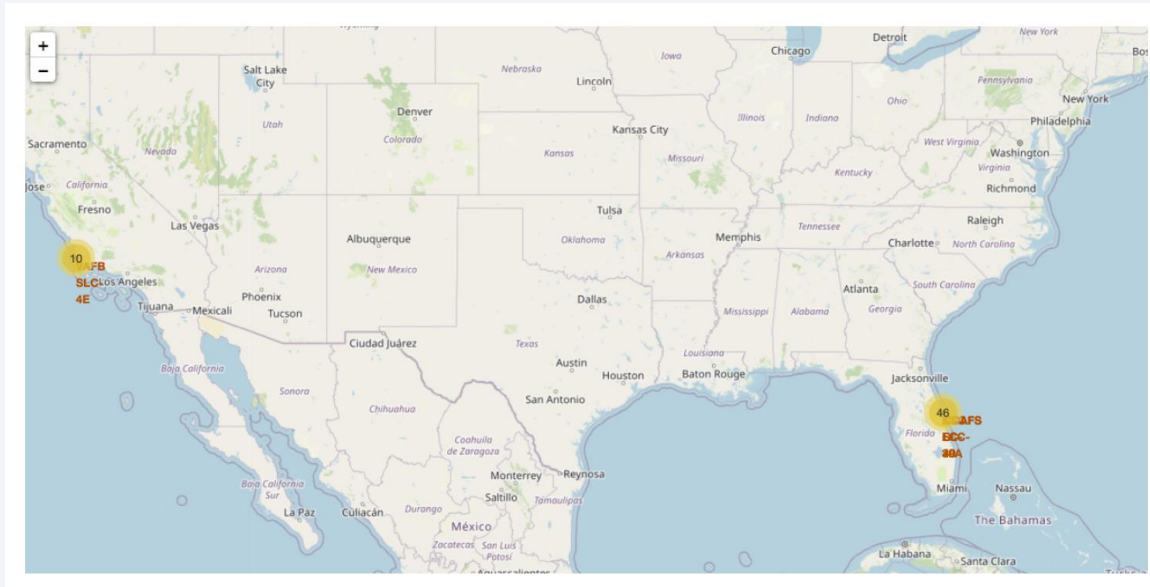 +
−
Detroit
New York
Chicago
Iowa
Salt Lake
City
Nebraska
Lincoln
Pennsylvania
New York
Ohio
Denver
Illinois
Indiana
Utah
Philadelphia
Kansas City
Colorado
West Virginia
Sacramento
Nevada
Kansas
Missouri
Washington
Virginia
Kentucky
Jose
California
Richmond
Fresno
Tulsa
Las Vegas
Raleigh
Tennessee
Albuquerque
Oklahoma
Memphis
Charlotte
North Carolina
Arkansas
10
AFB
Arizona
New Mexico
SLC-
Los Angeles
South Carolina
4E
Phoenix
Atlanta
Dallas
Tijuana
Mexicali
Tucson
Mississippi
Alabama
Georgia
Ciudad Juárez
Texas
Louisiana
Austin
Baja California
Houston
Baton Rouge
Jacksonville
Sonora
San Antonio
Chihuahua
46
AFS
Florida
Coahuila
de Zaragoza
Monterrey
Reynosa
Baja California
Sur
Miami
Nassau
Saltillo
Tamaulipas
La Paz
Culiacán
Durango
The Bahamas
México
Zacatecas
San Luis
Potosí
La Habana
Santa Clara